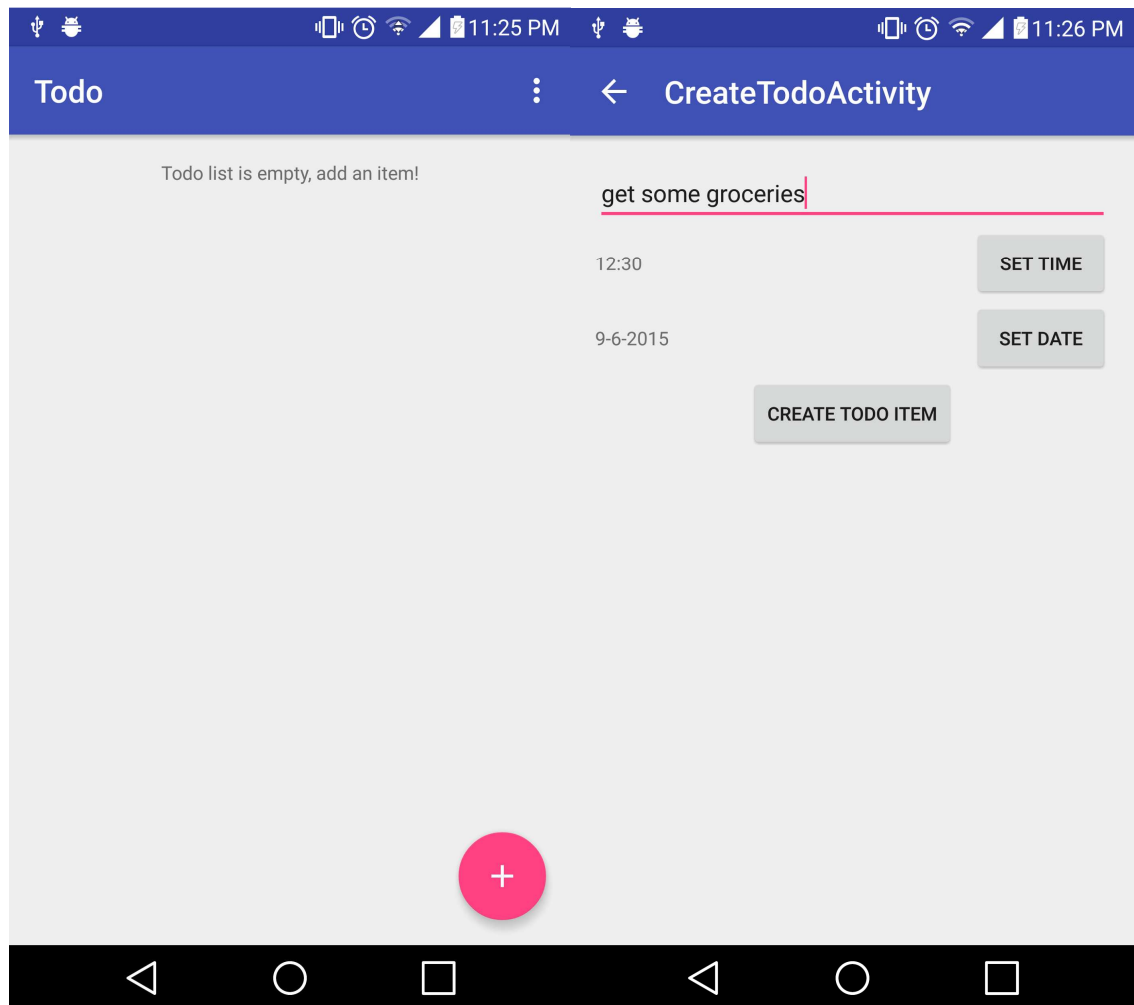 11:25 PM
Todo
Todo list is empty, add an item!
11:26 PM
CreateTodoActivity
get some groceries
12:30
SET TIME
9-6-2015
SET DATE
CREATE TODO ITEM